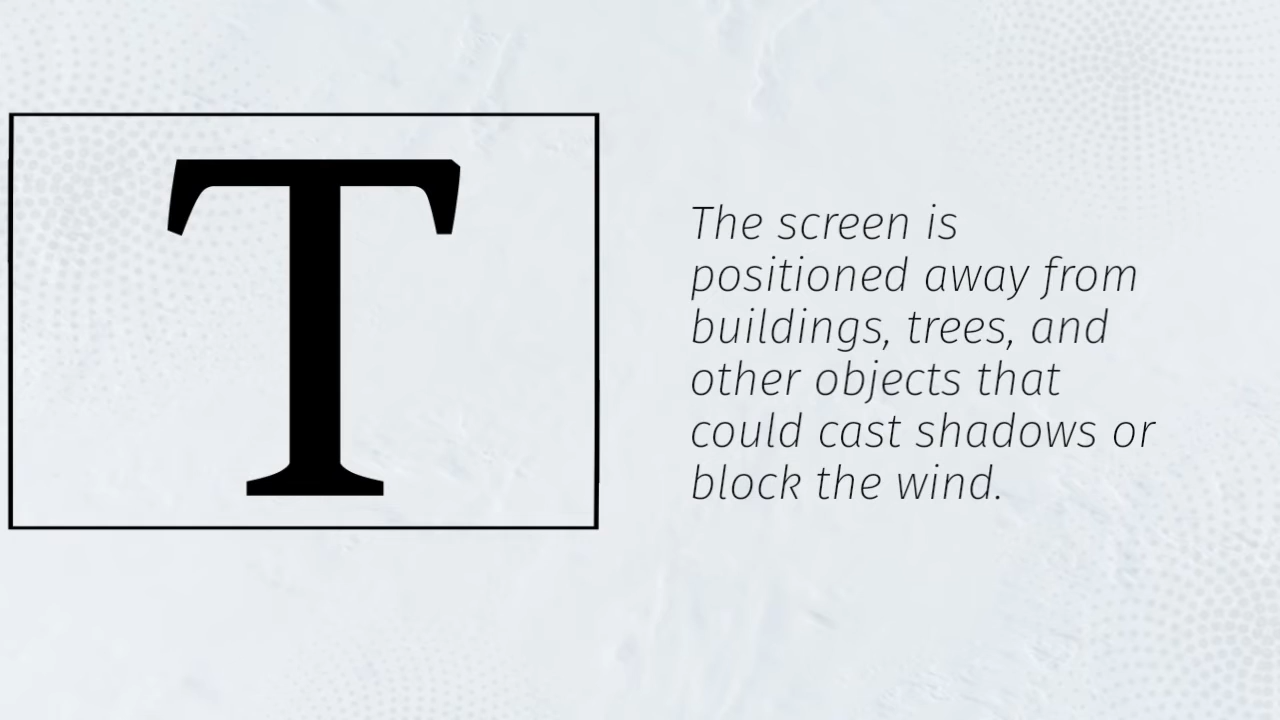 T
The screen is
positioned away from
buildings, trees, and
other objects that
could cast shadows or
block the wind.